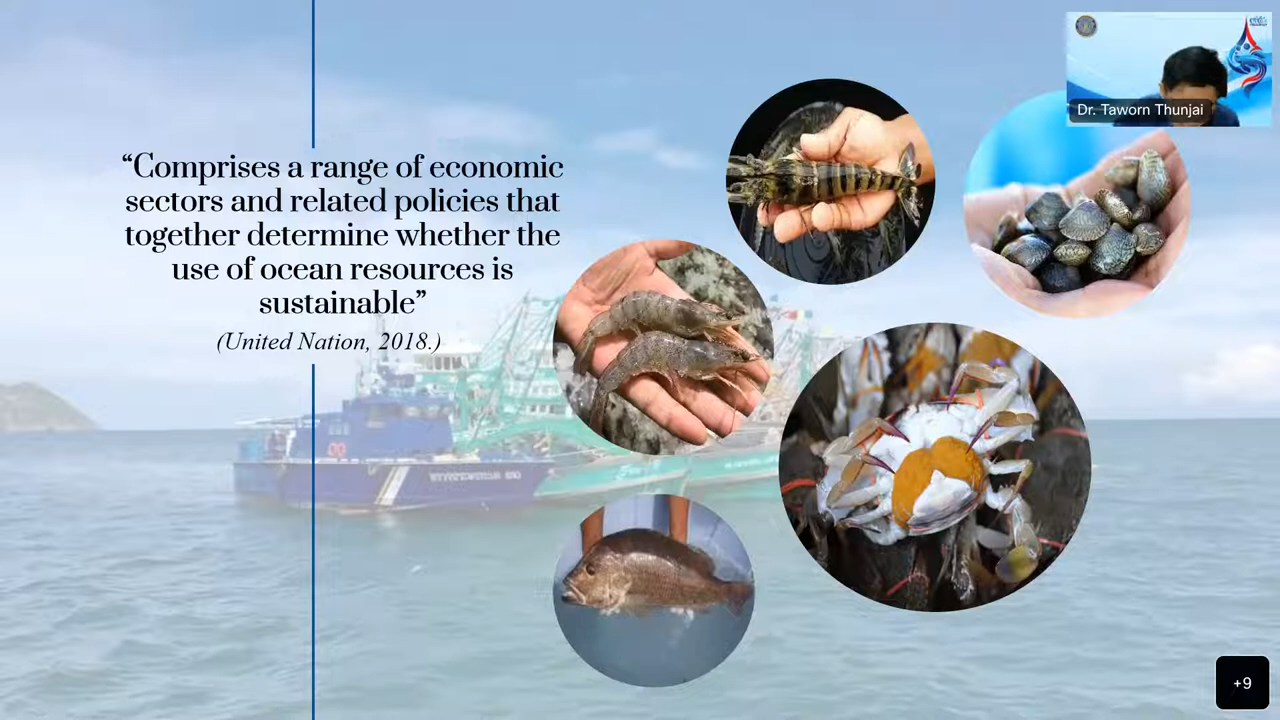 “Comprises a range of economic
sectors and related policies that
together determine whether the
use of ocean resources is
sustainable”
(United Nation, 2018.)
Dr. Taworn Thunjai
+9